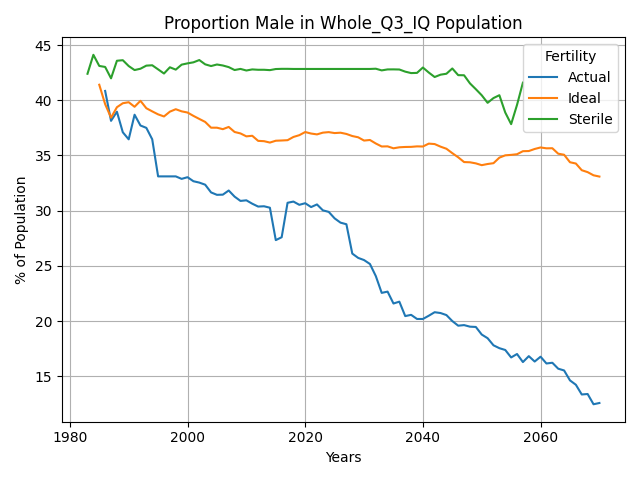 Proportion Male in Whole_Q3_IQ Population
Fertility
Actual
Ideal
Sterile
% of Population
45
40
35
30
25
20
15
1980
2000
2020
2040
2060
Years